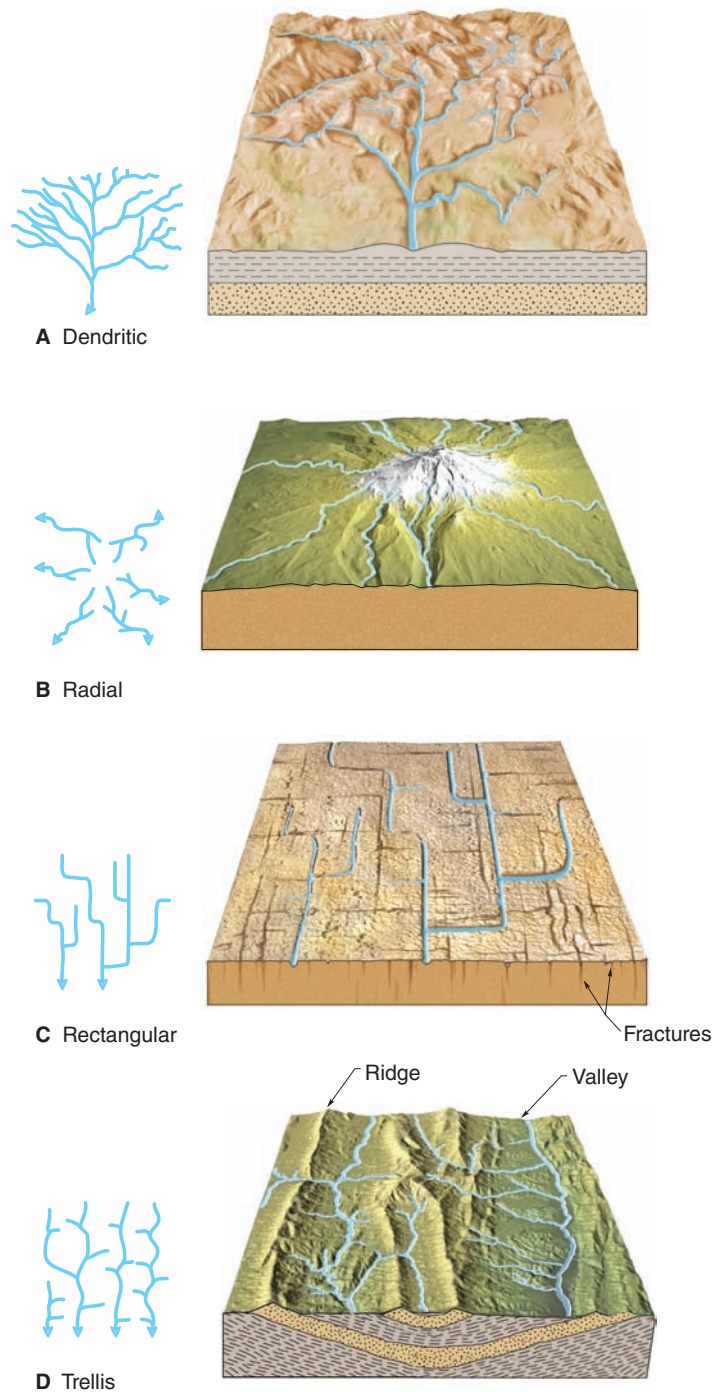 A Dendritic
B Radial
C Rectangular
Fractures
Ridge
Valley
D Trellis